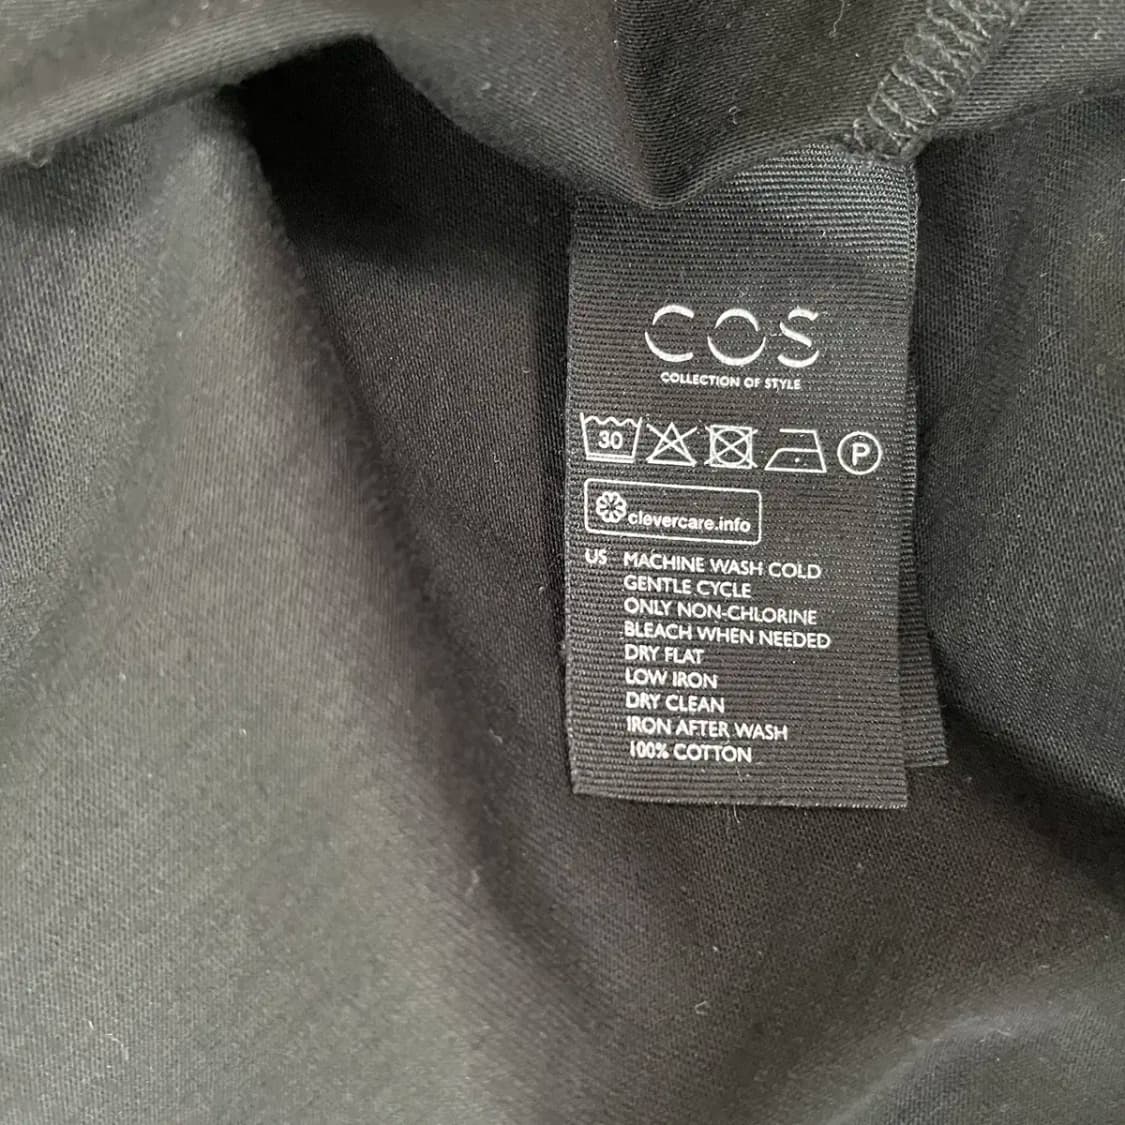 COS
COLLECTION OF STYLE
30 P
clevercare.info
US MACHINE WASH COLD
GENTLE CYCLE
ONLY NON-CHLORINE
BLEACH WHEN NEEDED
DRY FLAT
LOW IRON
DRY CLEAN
IRON AFTER WASH
100% COTTON